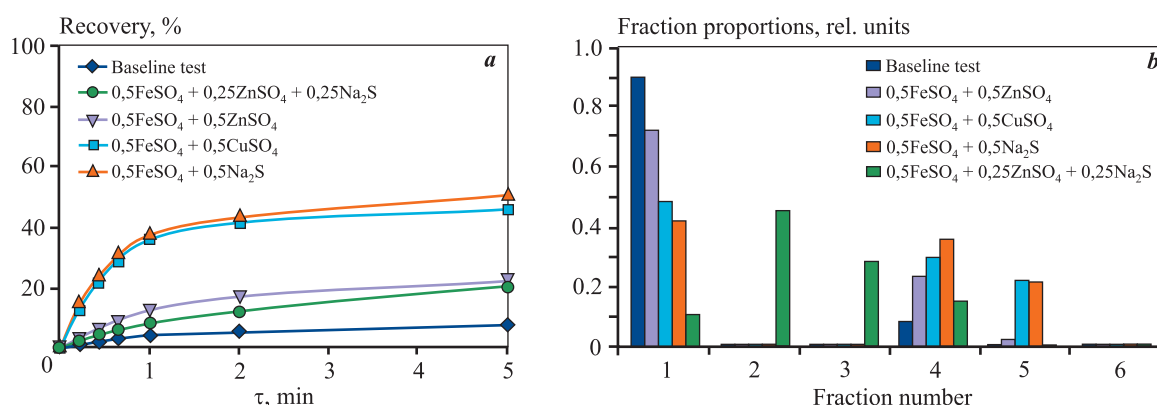 Recovery, %
100
80
60
40
20
0
1
2
3
4
5
τ, min
a
Baseline test
0,5FeSO₄ + 0,25ZnSO₄ + 0,25Na₂S
0,5FeSO₄ + 0,5ZnSO₄
0,5FeSO₄ + 0,5CuSO₄
0,5FeSO₄ + 0,5Na₂S
Fraction proportions, rel. units
1.0
0.8
0.6
0.4
0.2
0
1
2
3
4
5
6
Fraction number
b
Baseline test
0,5FeSO₄ + 0,5ZnSO₄
0,5FeSO₄ + 0,5CuSO₄
0,5FeSO₄ + 0,5Na₂S
0,5FeSO₄ + 0,25ZnSO₄ + 0,25Na₂S